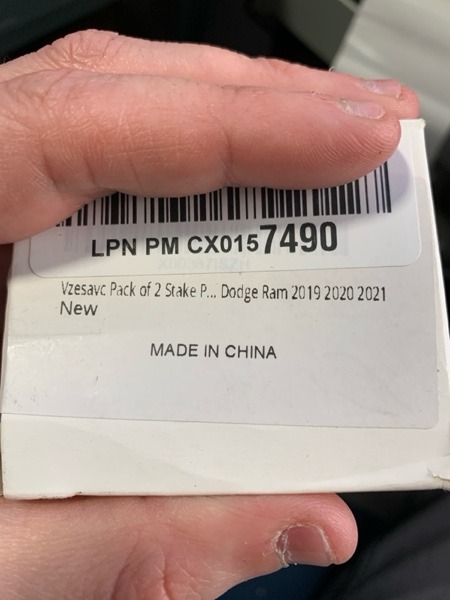 LPN PM CX0157490
Vzesavc Pack of 2 Stake P... Dodge Ram 2019 2020 2021
New
MADE IN CHINA